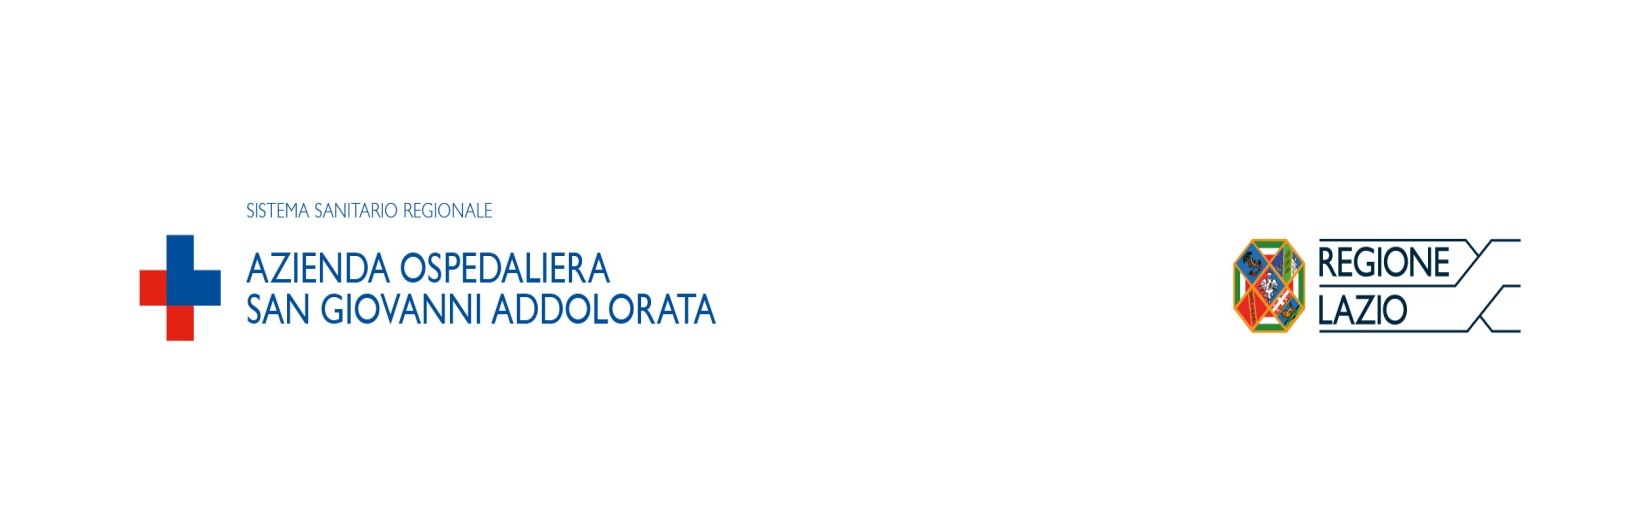 SISTEMA SANITARIO REGIONALE
AZIENDA OSPEDALIERA
SAN GIOVANNI ADDOLORATA
REGIONE
LAZIO